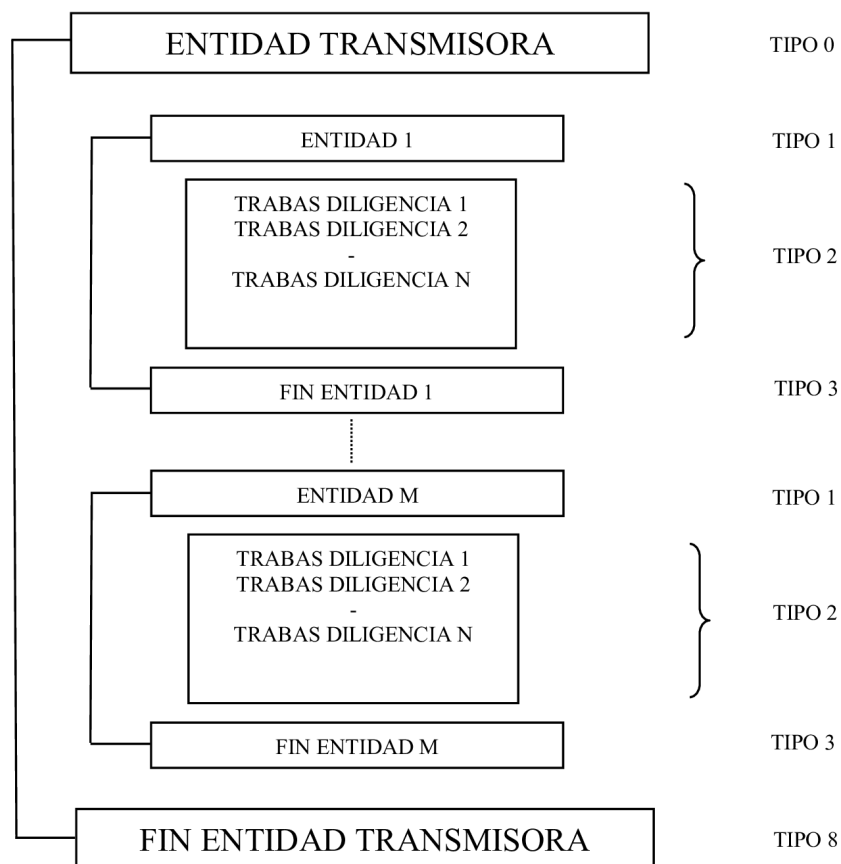 ENTIDAD TRANSMISORA TIPO 0
ENTIDAD 1 TIPO 1
TRABAS DILIGENCIA 1
TRABAS DILIGENCIA 2
-
TRABAS DILIGENCIA N
TIPO 2
FIN ENTIDAD 1 TIPO 3
ENTIDAD M TIPO 1
TRABAS DILIGENCIA 1
TRABAS DILIGENCIA 2
-
TRABAS DILIGENCIA N
TIPO 2
FIN ENTIDAD M TIPO 3
FIN ENTIDAD TRANSMISORA TIPO 8